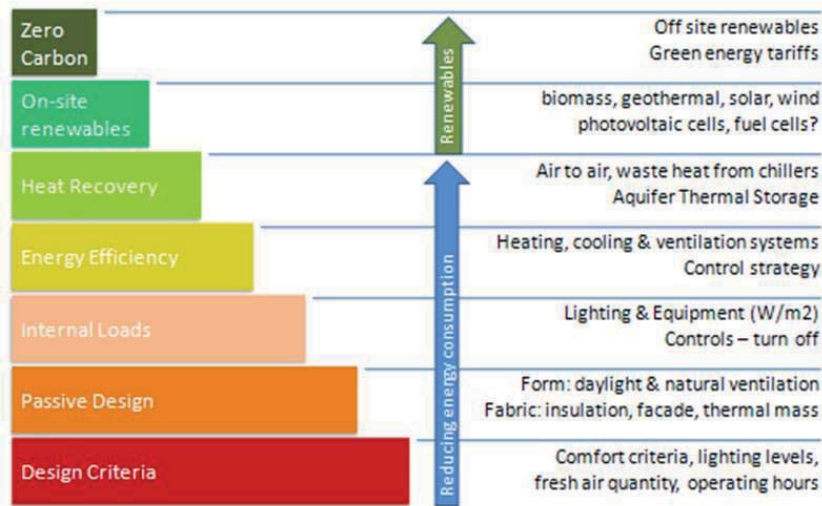 Zero
Carbon
Off site renewables
Green energy tariffs
On-site
renewables
biomass, geothermal, solar, wind
photovoltaic cells, fuel cells?
Renewables
Heat Recovery
Air to air, waste heat from chillers
Aquifer Thermal Storage
Energy Efficiency
Heating, cooling & ventilation systems
Control strategy
Internal Loads
Lighting & Equipment (W/m2)
Controls – turn off
Passive Design
Form: daylight & natural ventilation
Fabric: insulation, facade, thermal mass
Design Criteria
Comfort criteria, lighting levels,
fresh air quantity, operating hours
Reducing energy consumption